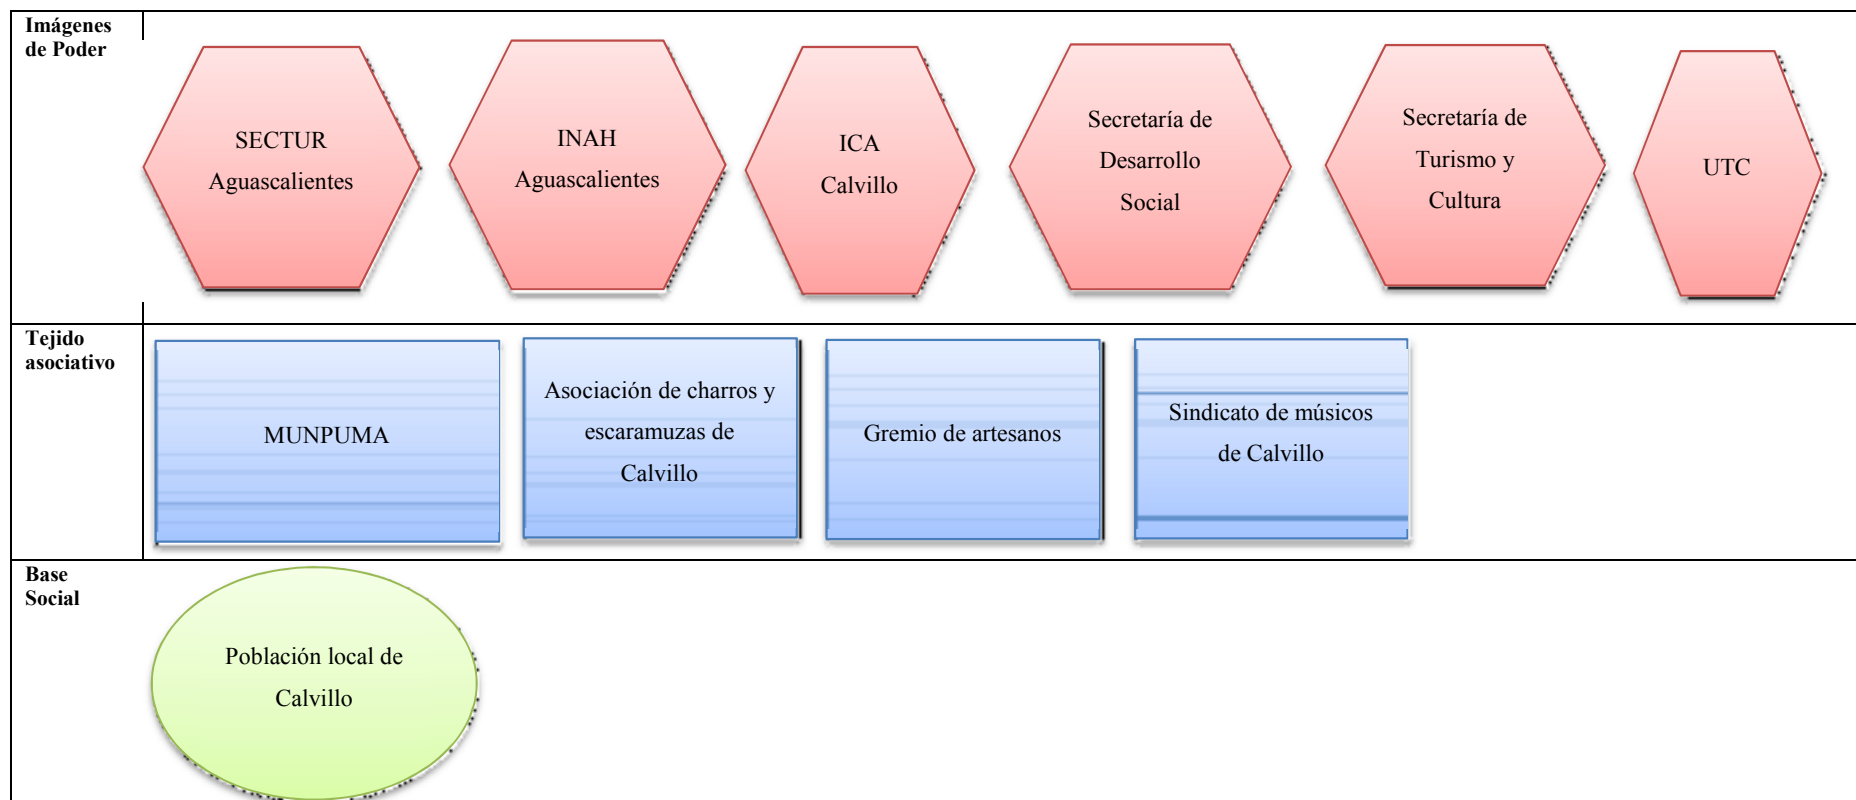 Imágenes
de Poder
SECTUR
Aguascalientes
INAH
Aguascalientes
ICA
Calvillo
Secretaría de
Desarrollo
Social
Secretaría de
Turismo y
Cultura
UTC
Tejido
asociativo
MUNPUMA
Asociación de charros y
escaramuzas de
Calvillo
Gremio de artesanos
Sindicato de músicos
de Calvillo
Base
Social
Población local de
Calvillo